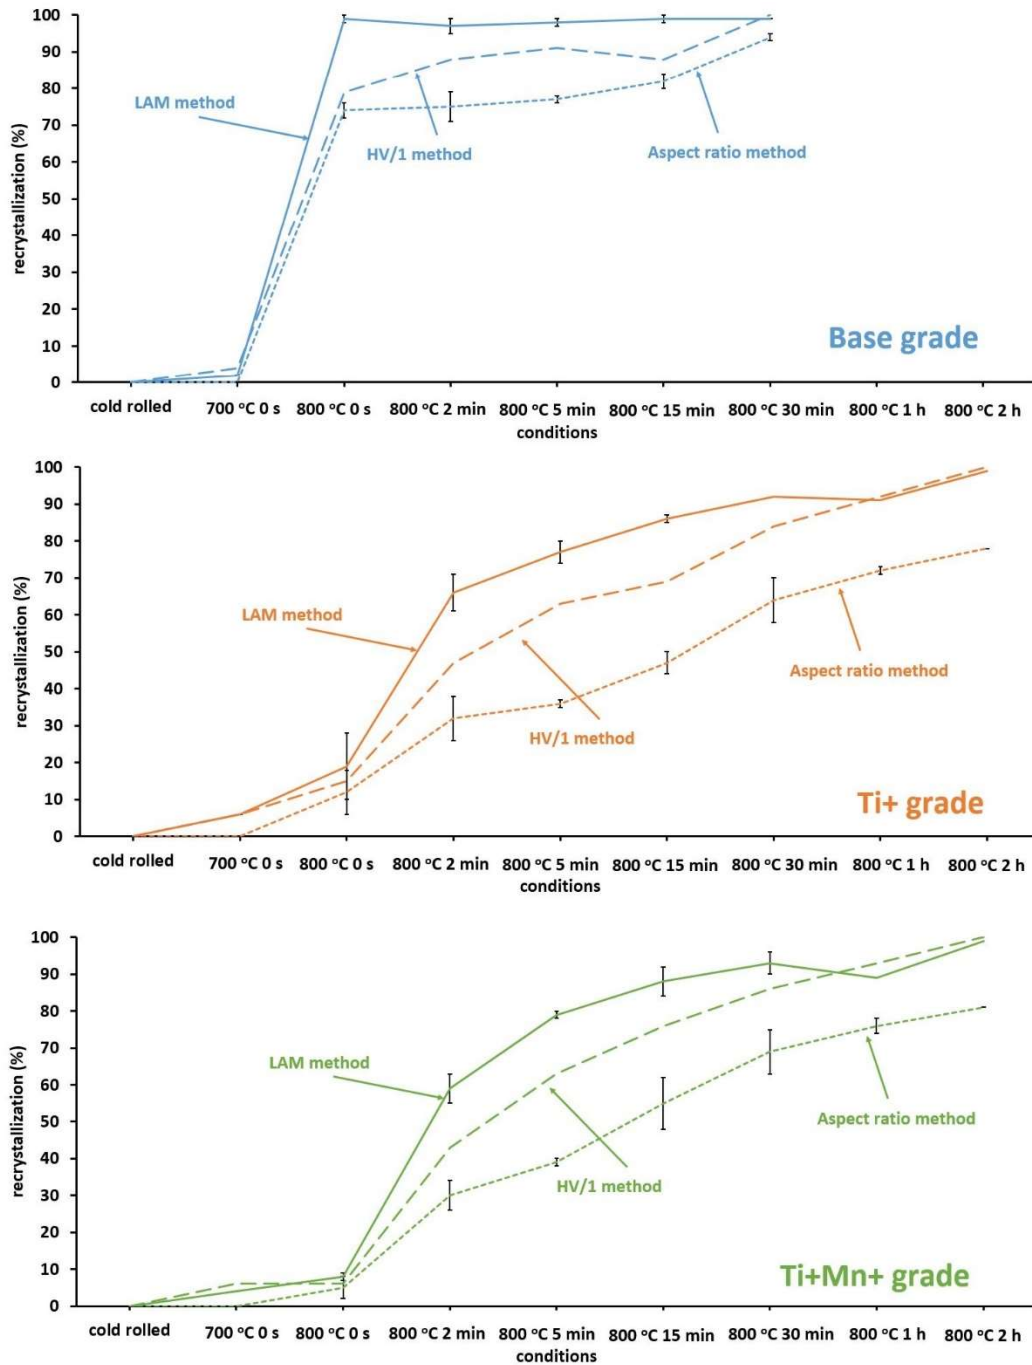 100
90
80
70
60
50
40
30
20
10
0
recrystallization (%)
LAM method
HV/1 method
Aspect ratio method
Base grade
cold rolled 700 °C 0 s 800 °C 0 s 800 °C 2 min 800 °C 5 min 800 °C 15 min 800 °C 30 min 800 °C 1 h 800 °C 2 h
conditions
100
90
80
70
60
50
40
30
20
10
0
recrystallization (%)
LAM method
Aspect ratio method
HV/1 method
Ti+ grade
cold rolled 700 °C 0 s 800 °C 0 s 800 °C 2 min 800 °C 5 min 800 °C 15 min 800 °C 30 min 800 °C 1 h 800 °C 2 h
conditions
100
90
80
70
60
50
40
30
20
10
0
recrystallization (%)
LAM method
Aspect ratio method
HV/1 method
Ti+Mn+ grade
cold rolled 700 °C 0 s 800 °C 0 s 800 °C 2 min 800 °C 5 min 800 °C 15 min 800 °C 30 min 800 °C 1 h 800 °C 2 h
conditions